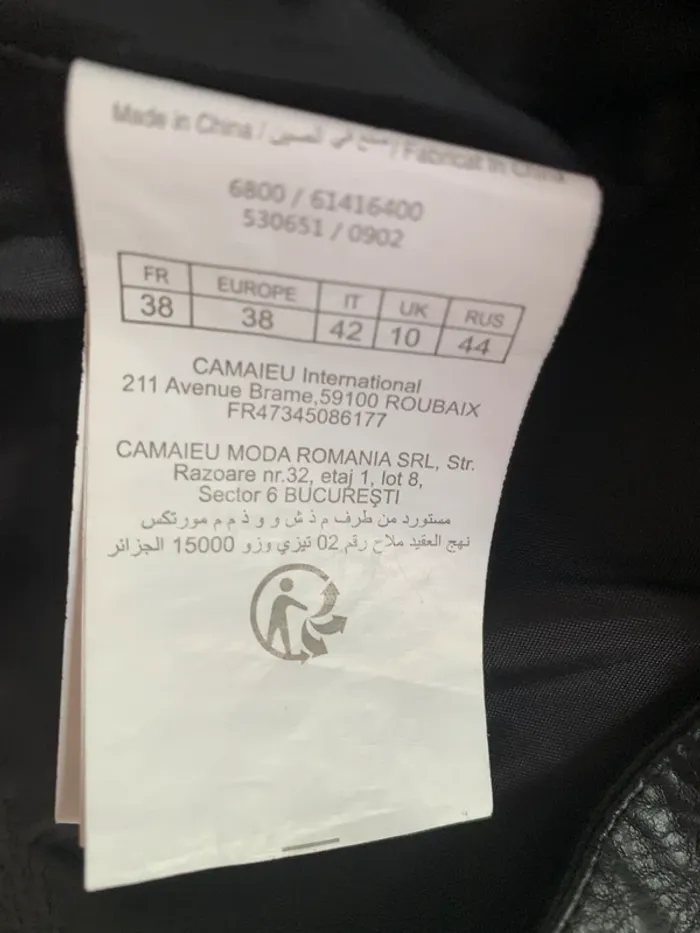 Made in China / صنع في الصين / Fabricat în China
6800 / 61416400
530651 / 0902
FR EUROPE IT UK RUS
38 38 42 10 44
CAMAIEU International
211 Avenue Brame,59100 ROUBAIX
FR47345086177
CAMAIEU MODA ROMANIA SRL, Str.
Razoare nr.32, etaj 1, lot 8,
Sector 6 BUCUREŞTI
مستورد من طرف م ذ ش و و ذ م م مورتكس
نهج العقيد ملاح رقم 02 تيزي وزو 15000 الجزائر